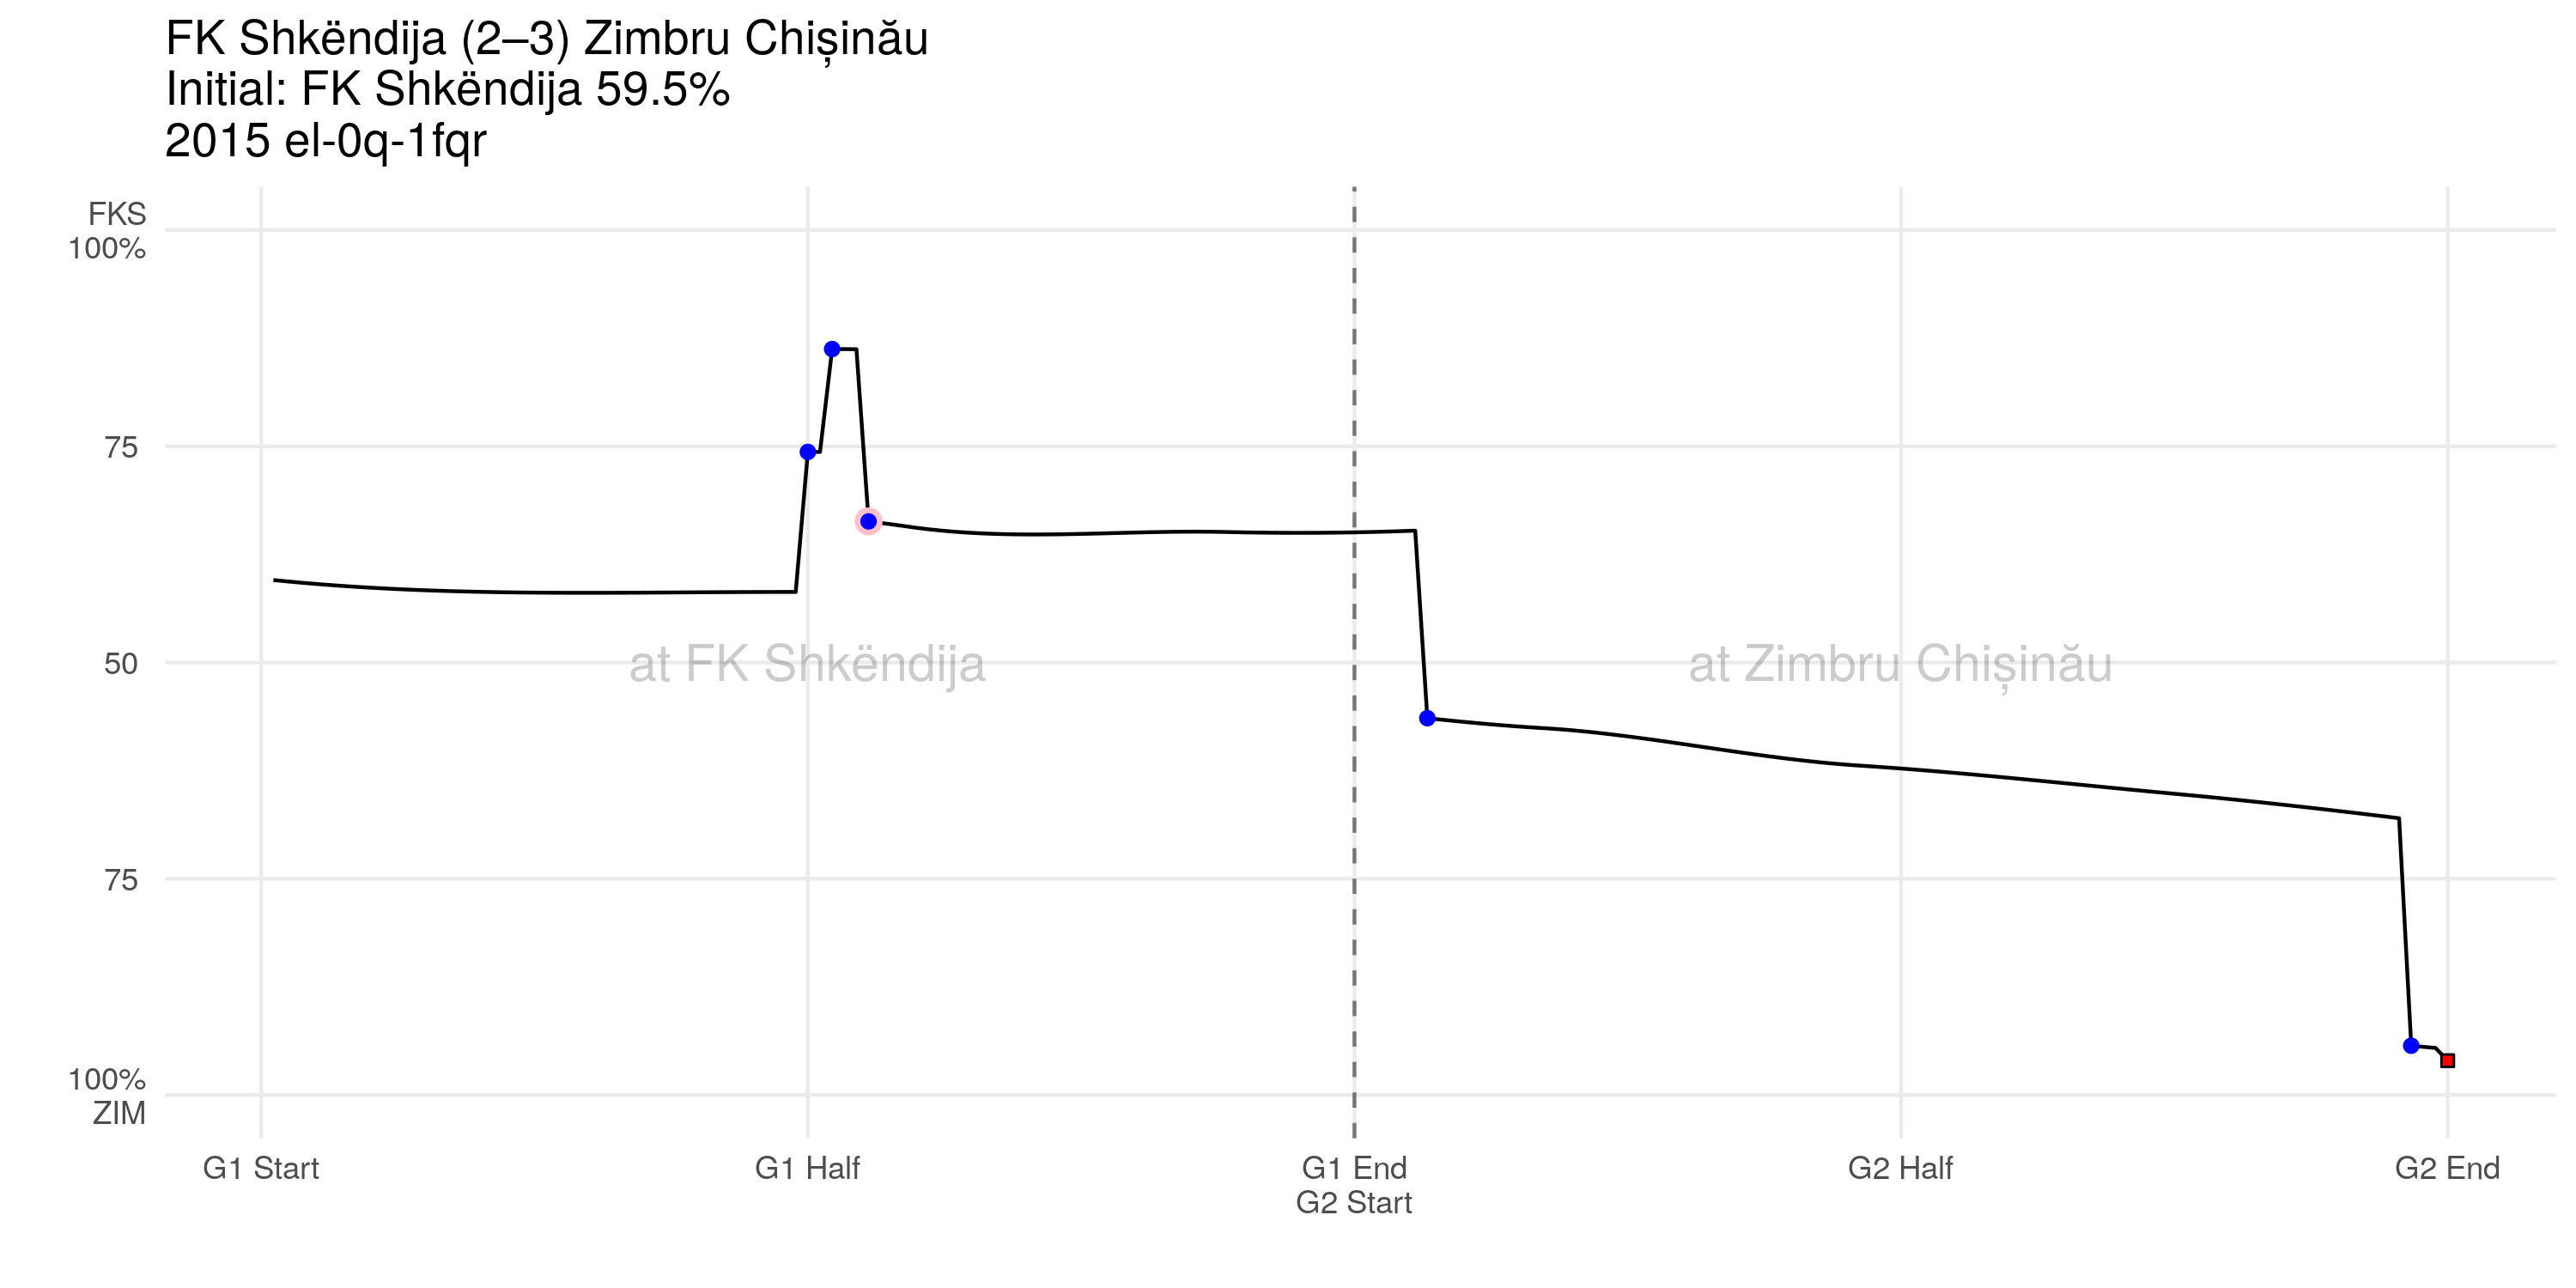 FK Shkëndija (2–3) Zimbru Chișinău
Initial: FK Shkëndija 59.5%
2015 el-0q-1fqr
FKS
100%
75
50
75
100%
ZIM
at FK Shkëndija
at Zimbru Chișinău
G1 Start
G1 Half
G1 End
G2 Start
G2 Half
G2 End